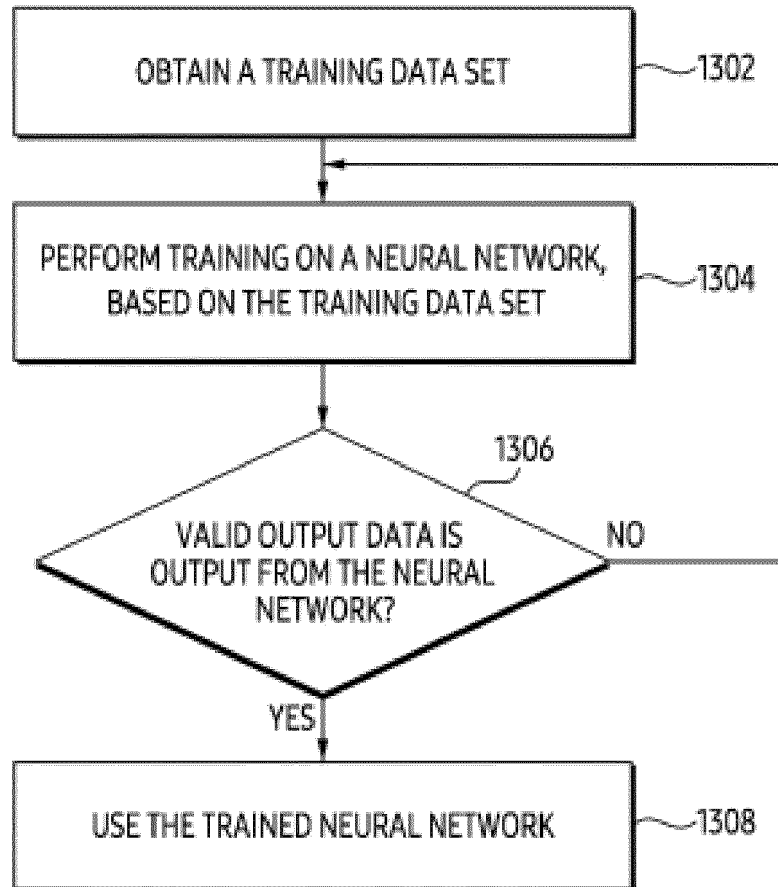 OBTAIN A TRAINING DATA SET
1302
PERFORM TRAINING ON A NEURAL NETWORK,
BASED ON THE TRAINING DATA SET
1304
1306
VALID OUTPUT DATA IS
OUTPUT FROM THE NEURAL
NETWORK?
NO
YES
USE THE TRAINED NEURAL NETWORK
1308